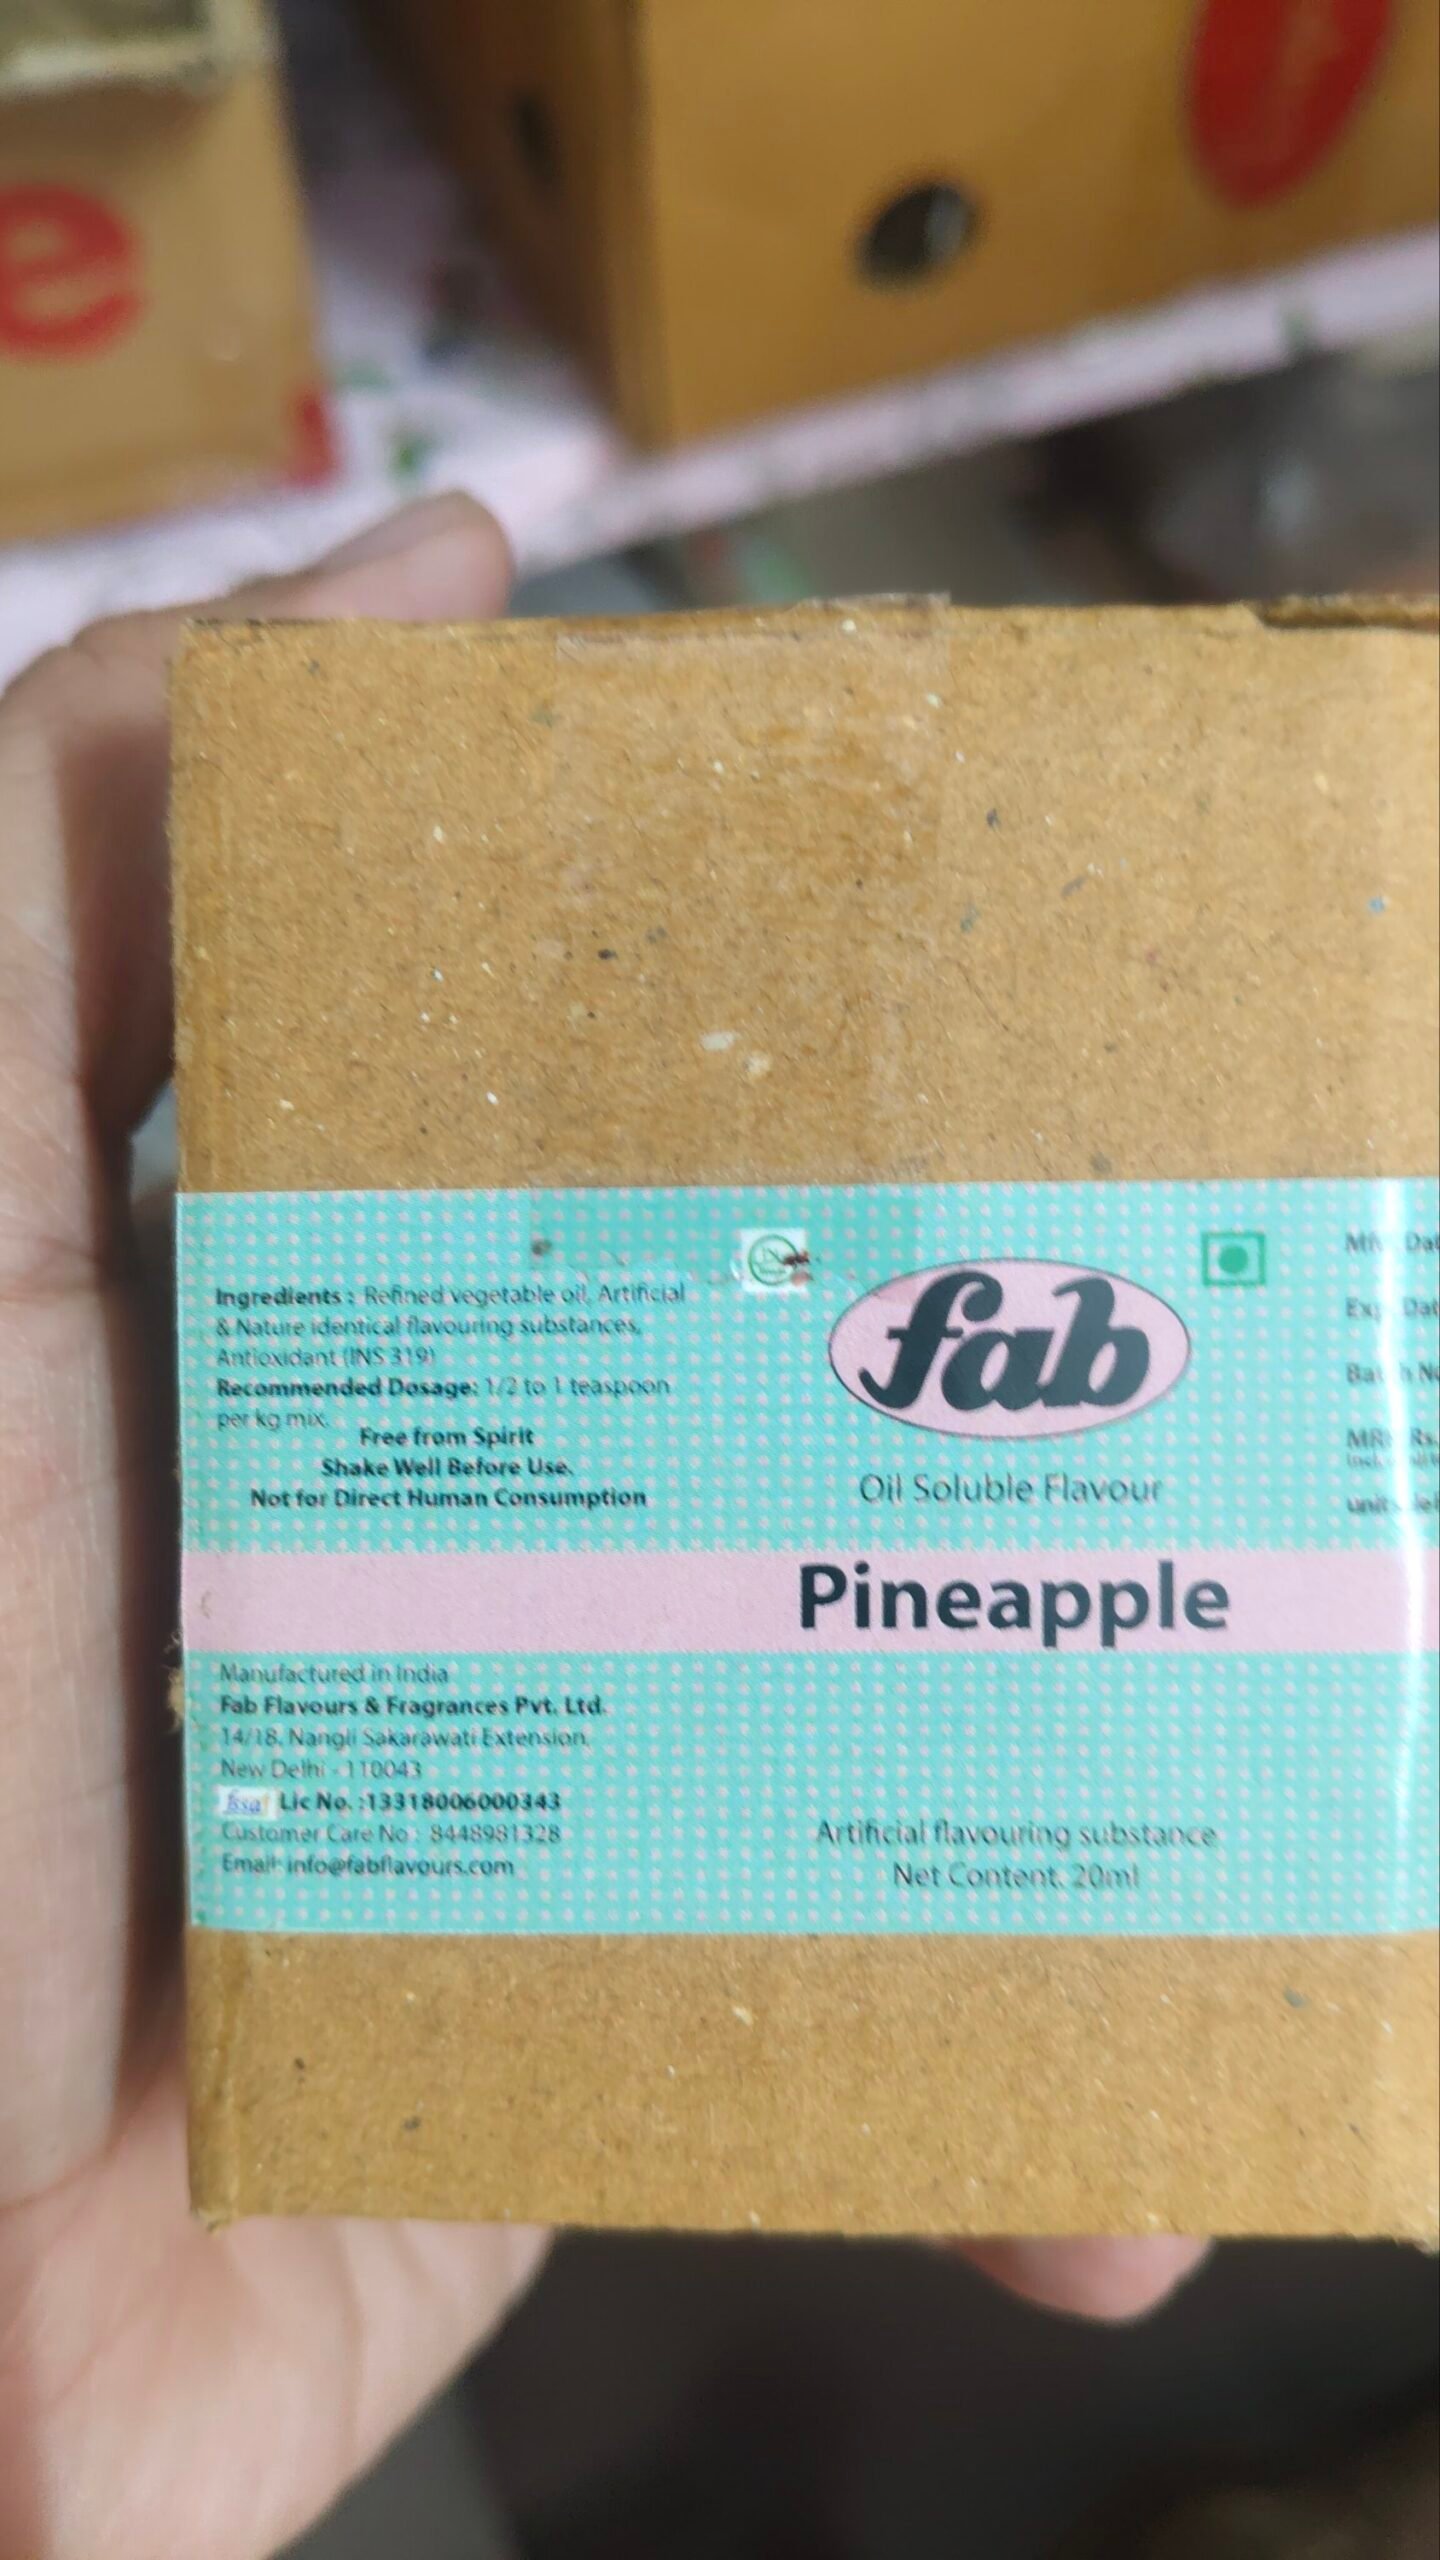 e
Ingredients : Refined vegetable oil, Artificial
& Nature identical flavouring substances,
Antioxidant (INS 319)
Recommended Dosage: 1/2 to 1 teaspoon
per kg mix.
Free from Spirit
Shake Well Before Use.
Not for Direct Human Consumption
fab
Oil Soluble Flavour
Pineapple
Manufactured in India
Fab Flavours & Fragrances Pvt. Ltd.
14/18, Nangli Sakarawati Extension,
New Delhi - 110043
fssai Lic No. :13318006000343
Customer Care No : 8448981328
Email: info@fabflavours.com
Artificial flavouring substance
Net Content. 20ml
MRP Rs.